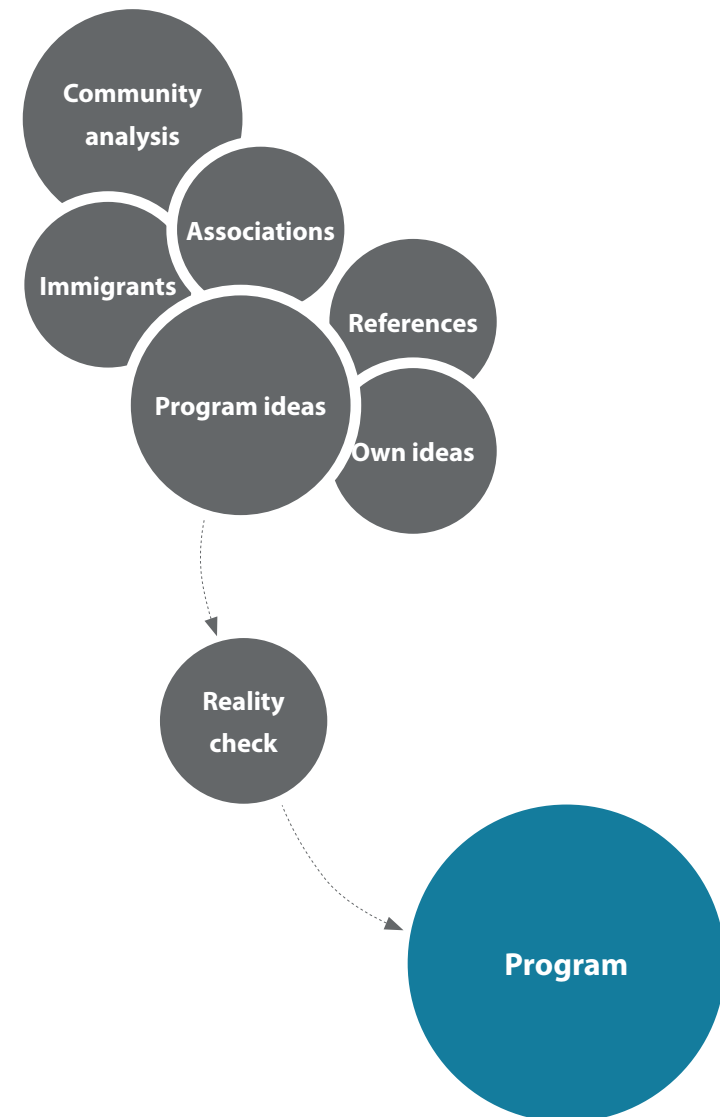 Community
analysis
Associations
Immigrants
References
Program ideas
Own ideas
Reality
check
Program